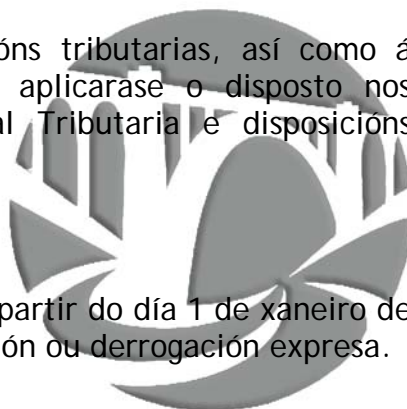 óns tributarias, así como á
aplicarase o disposto nos
al Tributaria e disposicións
partir do día 1 de xaneiro de
ón ou derrogación expresa.